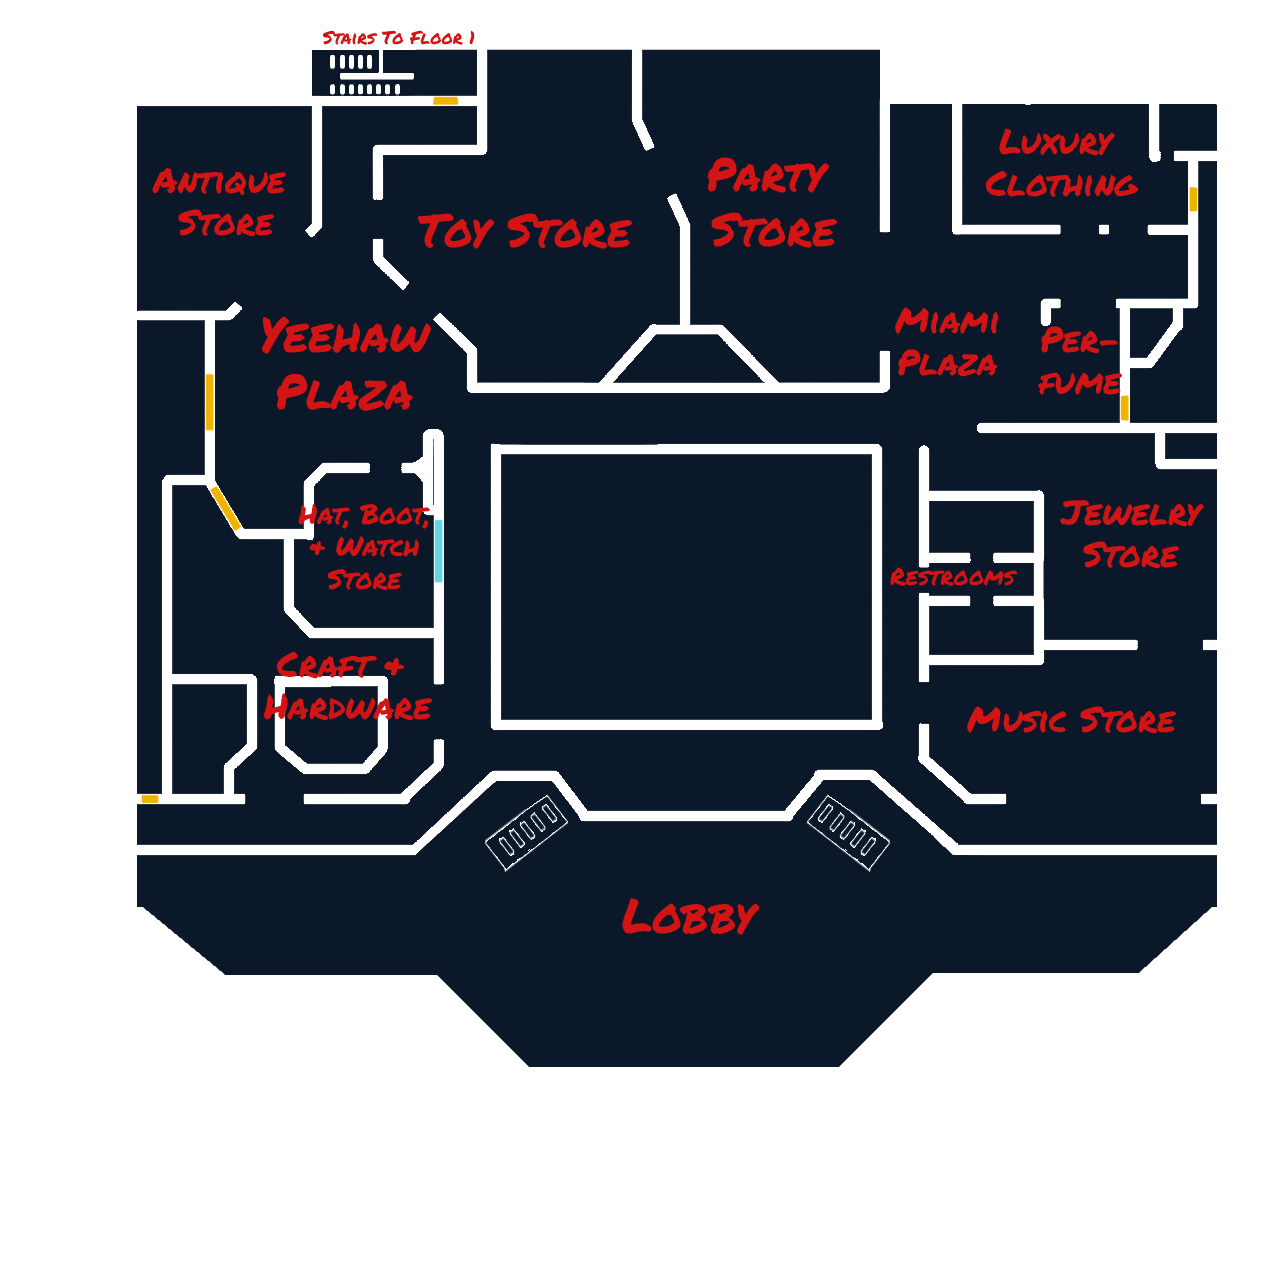 Stairs To Floor 1
Antique
Store
Toy Store
Party
Store
Luxury
Clothing
Yeehaw
Plaza
Miami
Plaza
Per-
fume
Hat, Boot,
& Watch
Store
Restrooms
Jewelry
Store
Craft &
Hardware
Music Store
Lobby